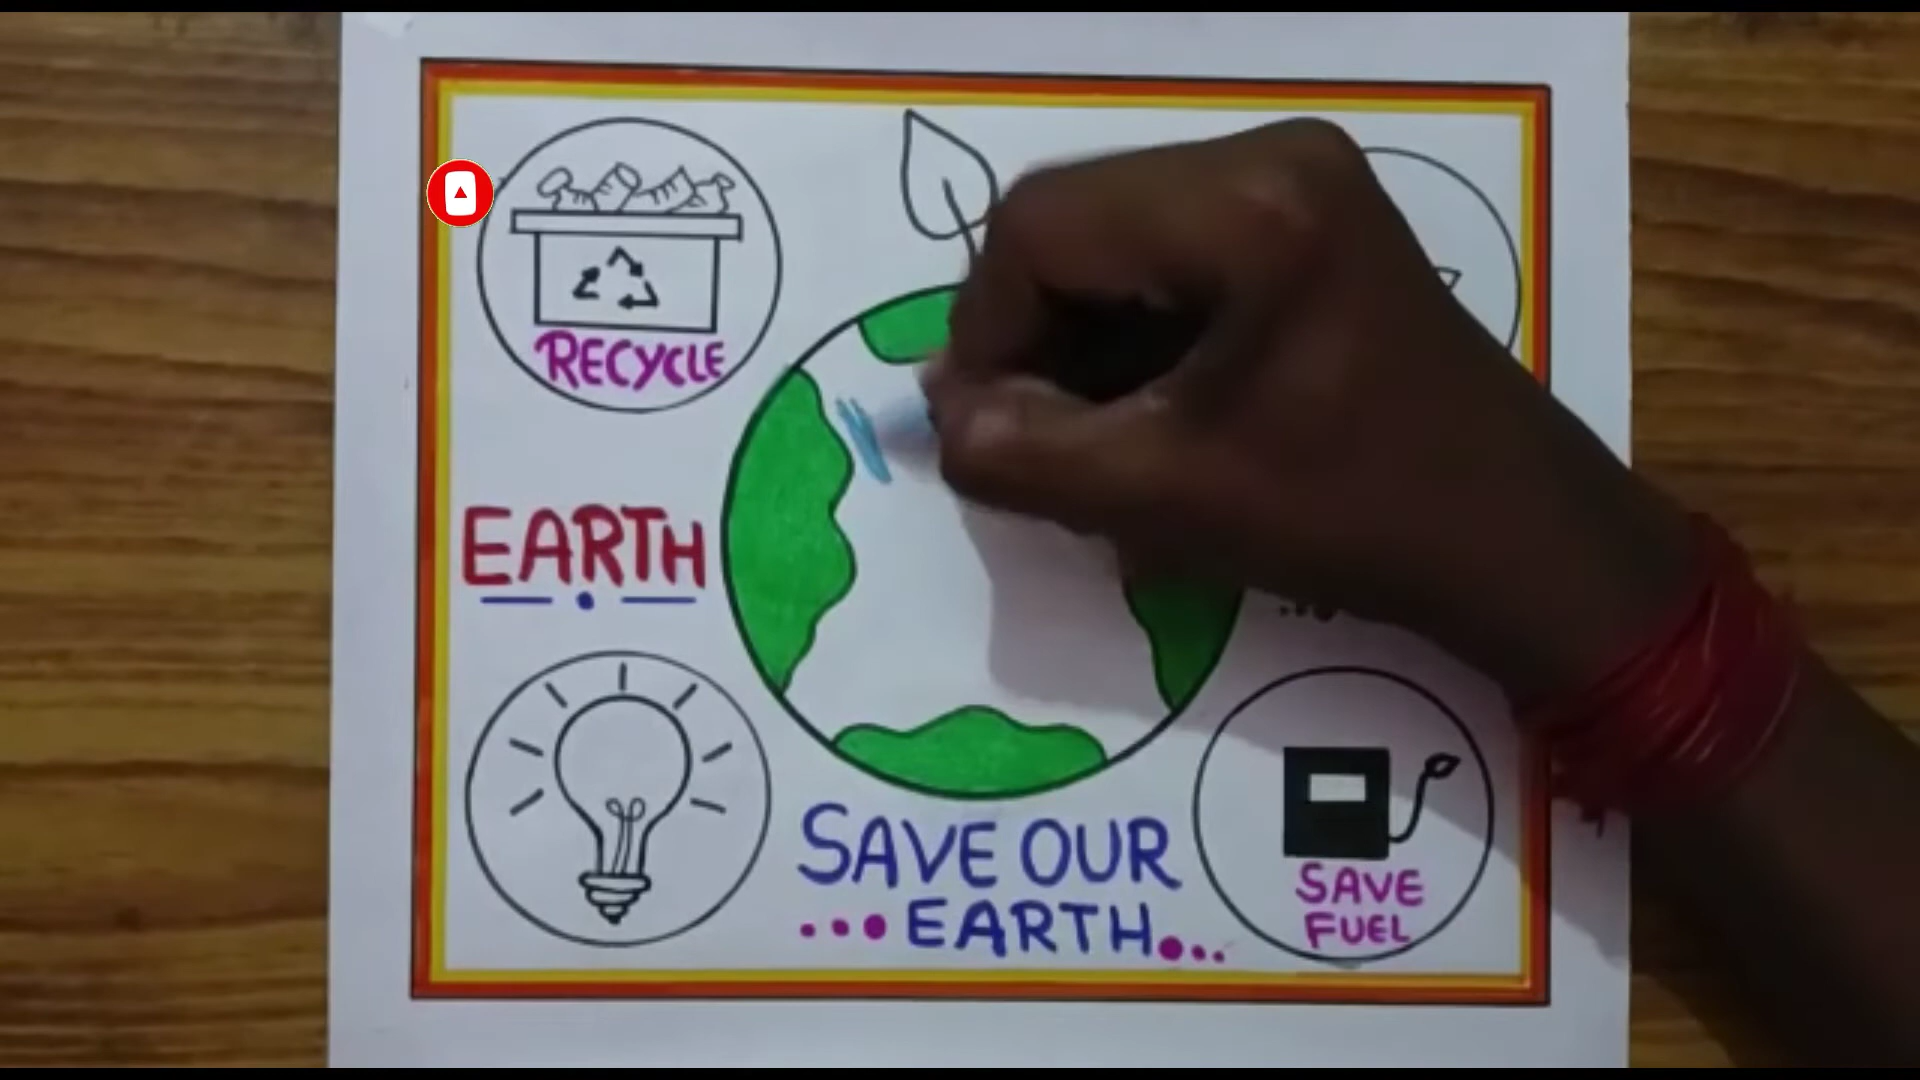 RECYCLE
EARTH
SAVE OUR
...EARTH...
SAVE
FUEL